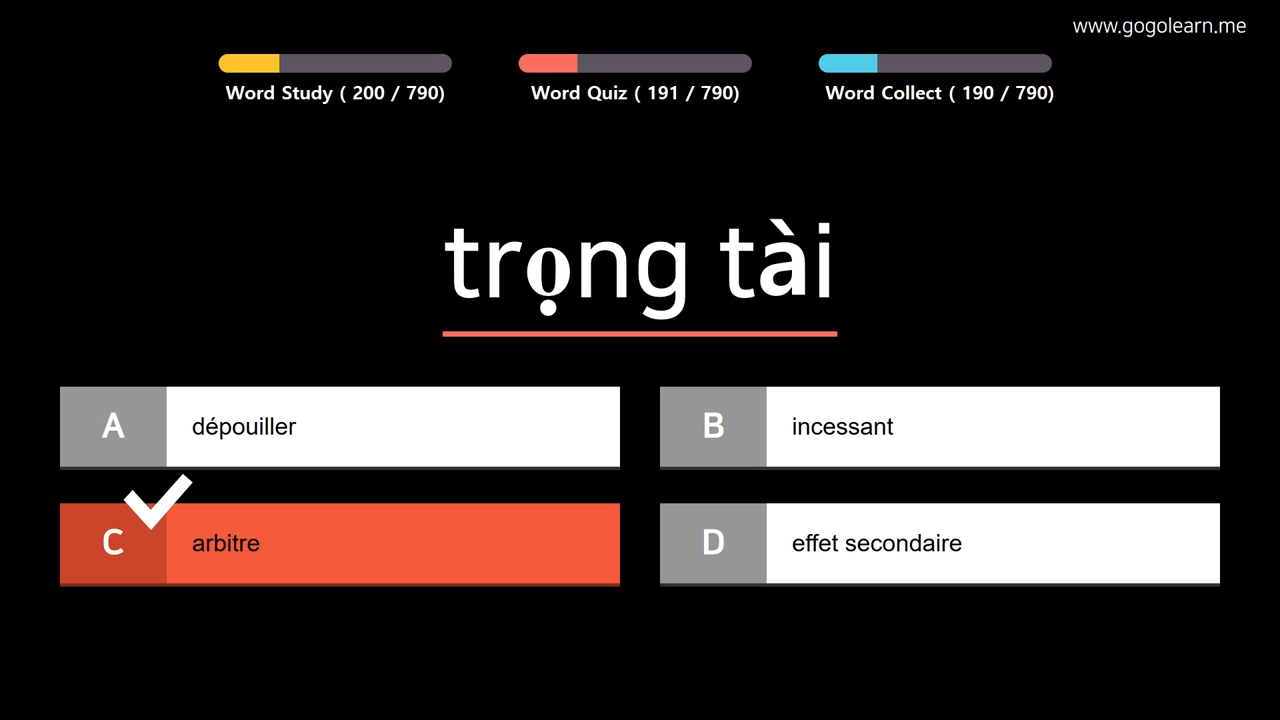 www.gogolearn.me
Word Study ( 200 / 790)
Word Quiz ( 191 / 790)
Word Collect ( 190 / 790)
trọng tài
A dépouiller
B incessant
C arbitre
D effet secondaire